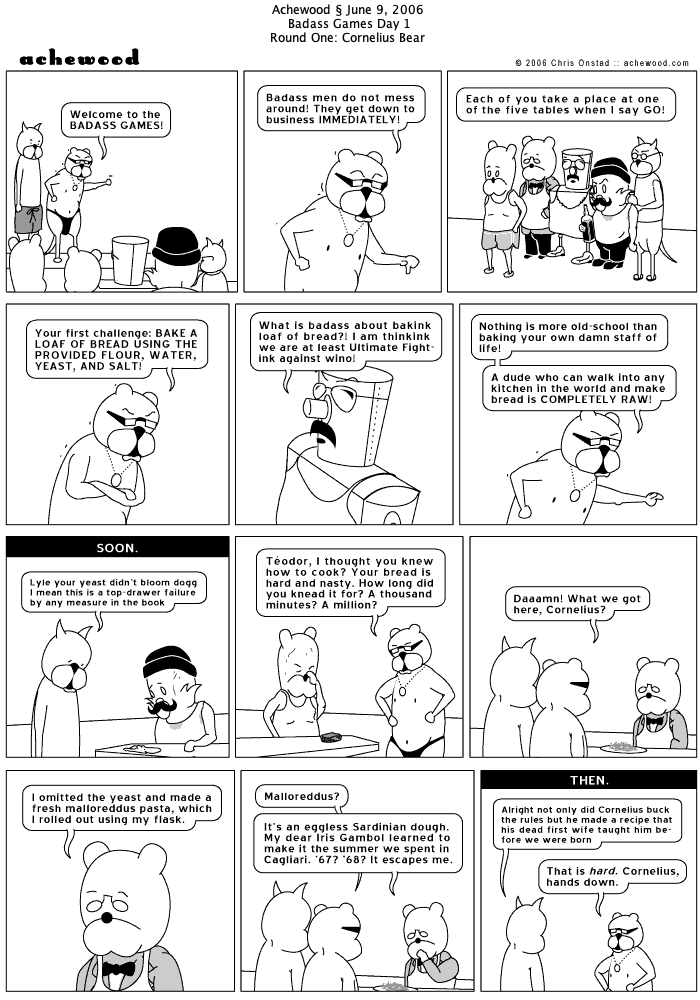 Achewood § June 9, 2006
Badass Games Day 1
Round One: Cornelius Bear
achewood
© 2006 Chris Onstad :: achewood.com
Welcome to the
BADASS GAMES!
Badass men do not mess
around! They get down to
business IMMEDIATELY!
Each of you take a place at one
of the five tables when I say GO!
Your first challenge: BAKE A
LOAF OF BREAD USING THE
PROVIDED FLOUR, WATER,
YEAST, AND SALT!
What is badass about bakink
loaf of bread?! I am thinkink
we are at least Ultimate Fight-
ink against wino!
Nothing is more old-school than
baking your own damn staff of
life!
A dude who can walk into any
kitchen in the world and make
bread is COMPLETELY RAW!
SOON.
Lyle your yeast didn't bloom dogg
I mean this is a top-drawer failure
by any measure in the book
Téodor, I thought you knew
how to cook? Your bread is
hard and nasty. How long did
you knead it for? A thousand
minutes? A million?
Daaamn! What we got
here, Cornelius?
I omitted the yeast and made a
fresh malloreddus pasta, which
I rolled out using my flask.
Malloreddus?
It's an eggless Sardinian dough.
My dear Iris Gambol learned to
make it the summer we spent in
Cagliari. '67? '68? It escapes me.
THEN.
Alright not only did Cornelius buck
the rules but he made a recipe that
his dead first wife taught him be-
fore we were born
That is hard. Cornelius,
hands down.